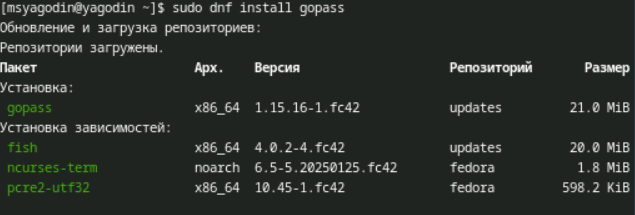 [msyagodin@yagodin ~]$ sudo dnf install gopass
Обновление и загрузка репозиториев:
Репозитории загружены.
Пакет Арх. Версия Репозиторий Размер
Установка:
gopass x86_64 1.15.16-1.fc42 updates 21.0 MiB
Установка зависимостей:
fish x86_64 4.0.2-4.fc42 updates 20.0 MiB
ncurses-term noarch 6.5-5.20250125.fc42 fedora 1.8 MiB
pcre2-utf32 x86_64 10.45-1.fc42 fedora 598.2 KiB